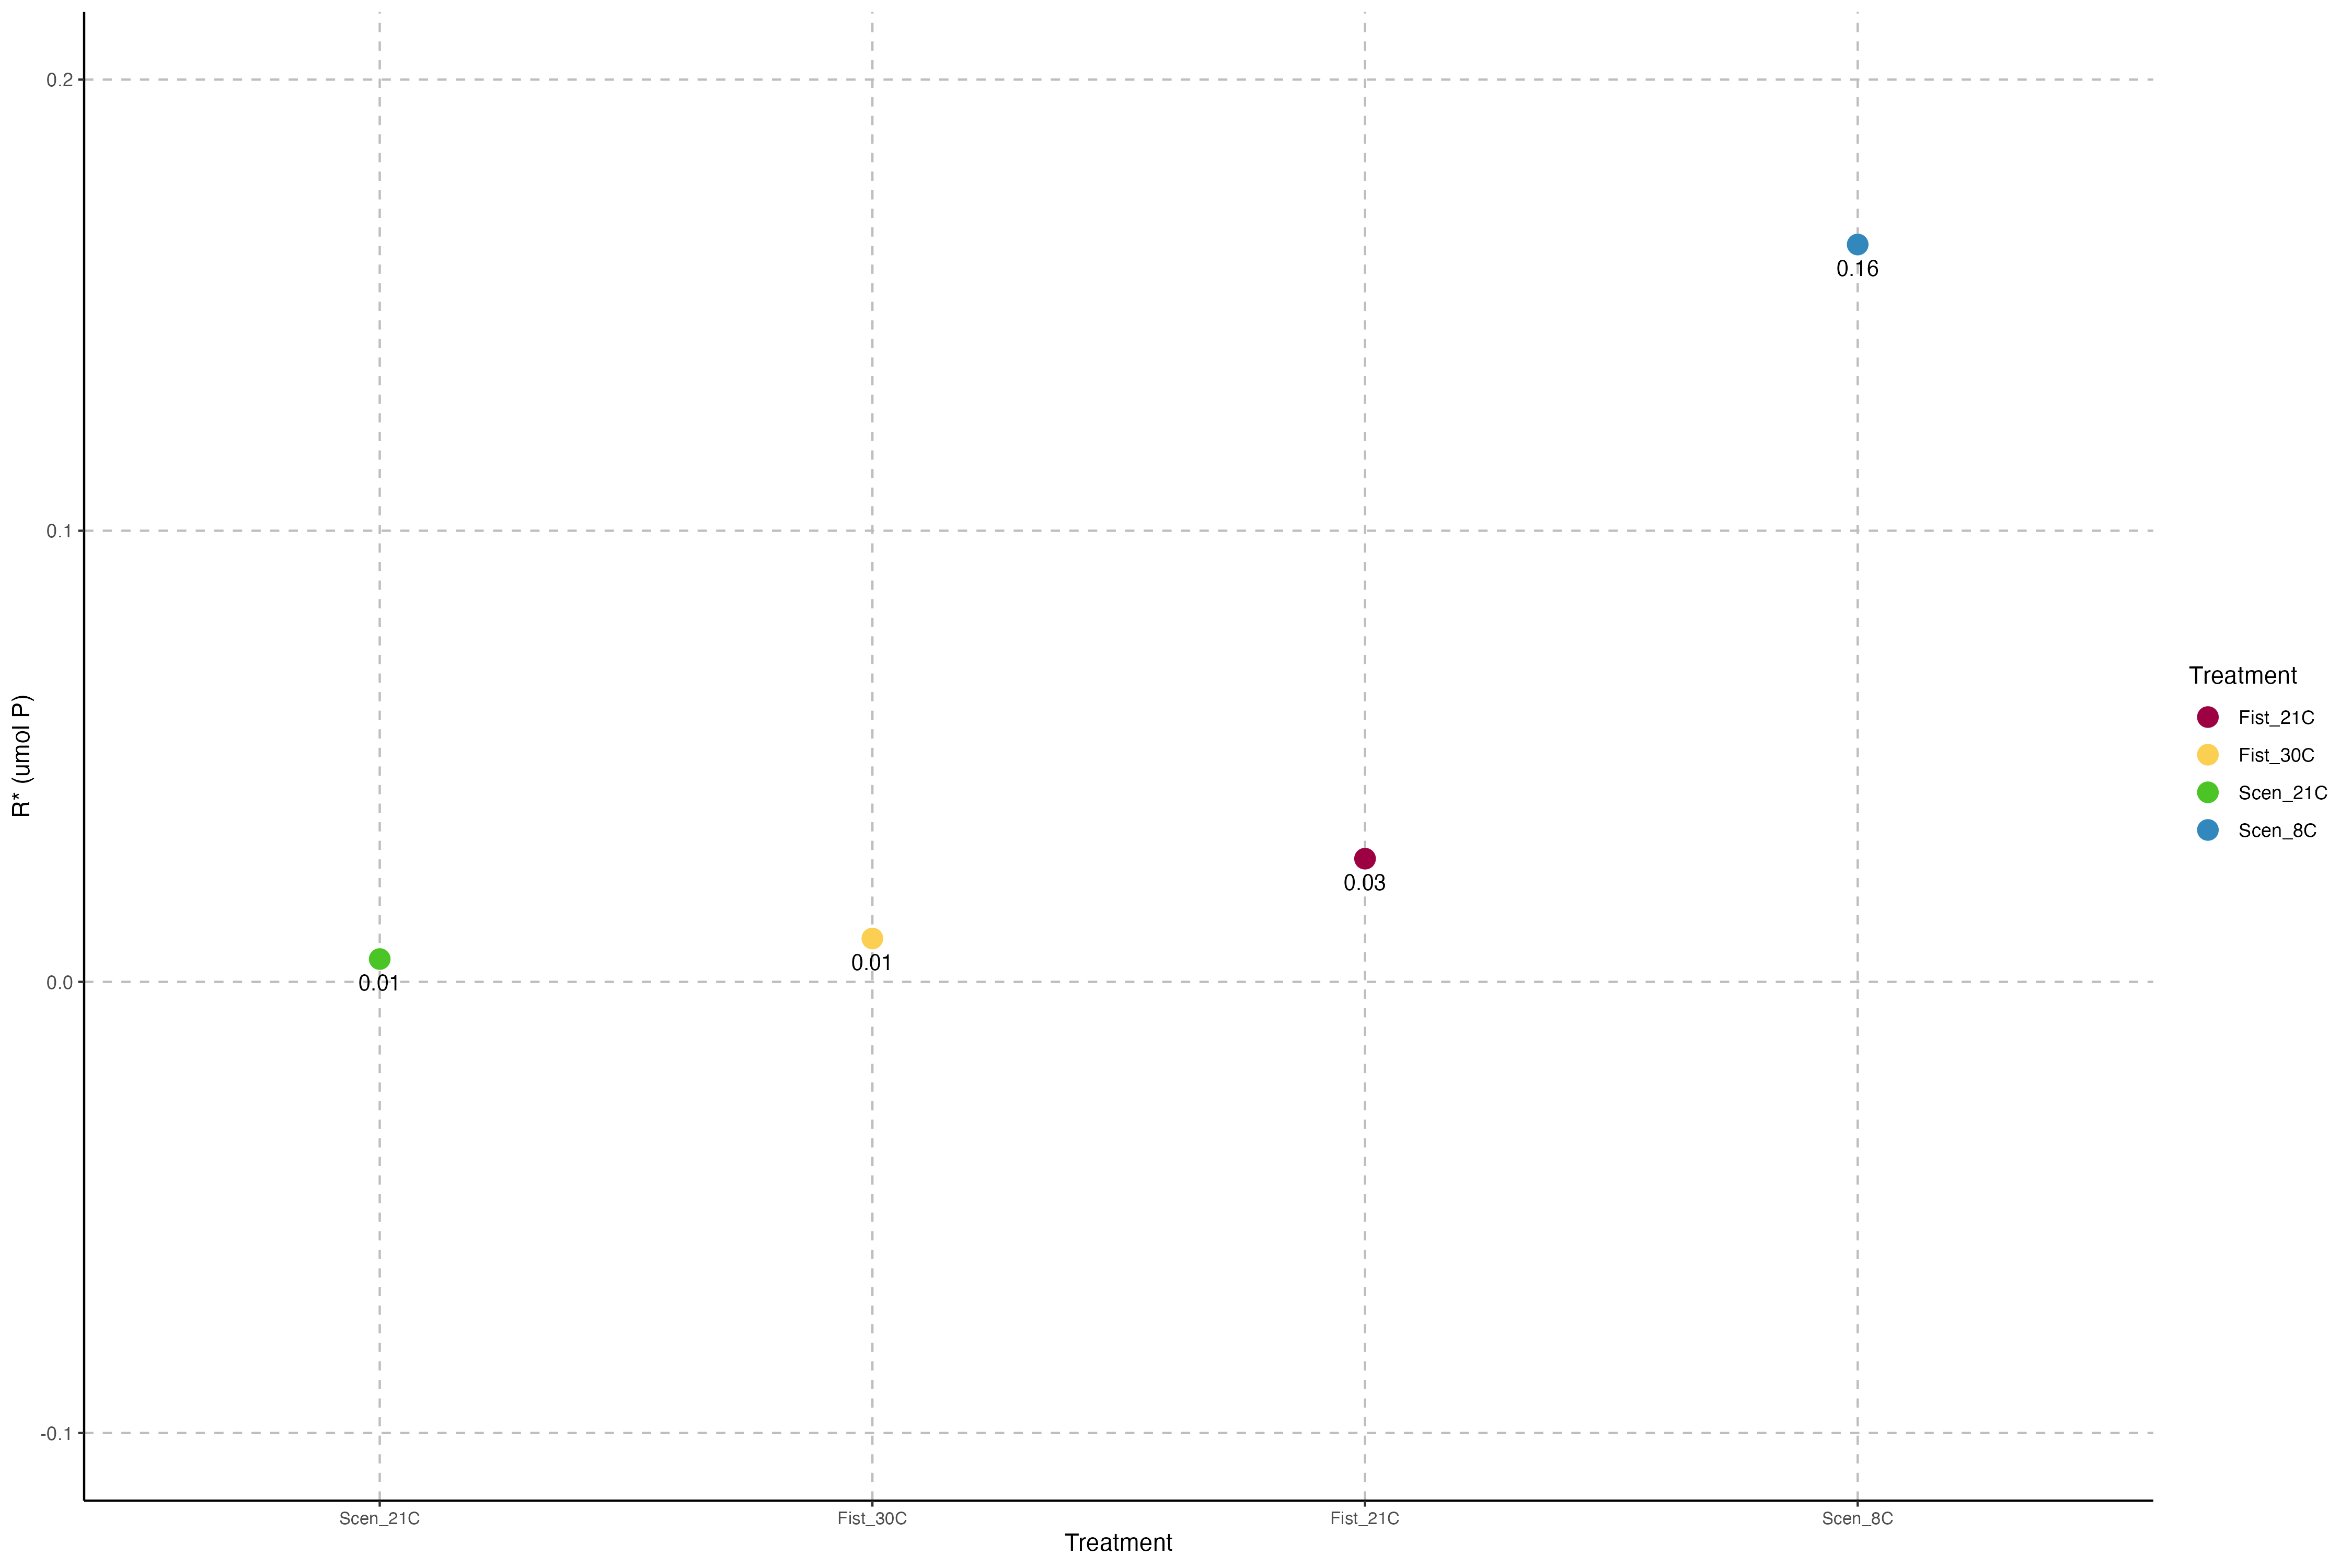 0.2
0.16
0.1
R* (umol P)
Treatment
Fist_21C
Fist_30C
Scen_21C
Scen_8C
0.03
0.01
0.01
0.0
-0.1
Scen_21C
Fist_30C
Fist_21C
Scen_8C
Treatment